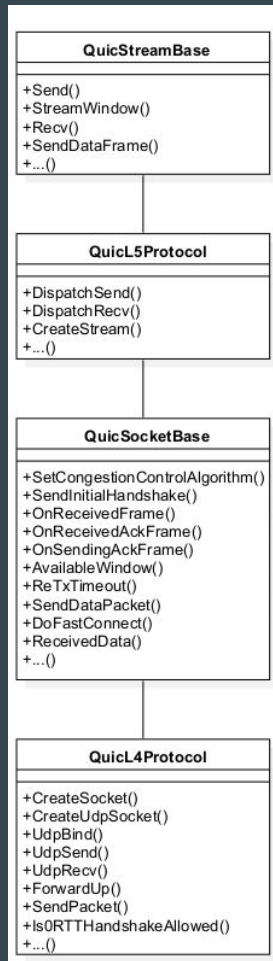 QuicStreamBase
+Send()
+StreamWindow()
+Recv()
+SendDataFrame()
+...()
QuicL5Protocol
+DispatchSend()
+DispatchRecv()
+CreateStream()
+...()
QuicSocketBase
+SetCongestionControlAlgorithm()
+SendInitialHandshake()
+OnReceivedFrame()
+OnReceivedAckFrame()
+OnSendingAckFrame()
+AvailableWindow()
+ReTxTimeout()
+SendDataPacket()
+DoFastConnect()
+ReceivedData()
+...()
QuicL4Protocol
+CreateSocket()
+CreateUdpSocket()
+UdpBind()
+UdpSend()
+UdpRecv()
+ForwardUp()
+SendPacket()
+Is0RTTHandshakeAllowed()
+...()